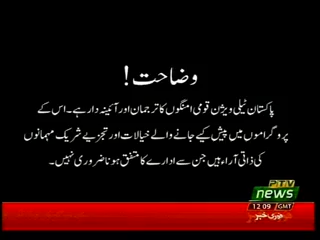 وضاحت!
پاکستان ٹیلی ویژن قومی امنگوں کا ترجمان اور آئینہ دار ہے۔ اس کے
پروگراموں میں پیش کیے جانے والے خیالات اور تجزیے شریک مہمانوں
کی ذاتی آراء ہیں جن سے ادارے کا متفق ہونا ضروری نہیں۔
PTV
news
12:09 GMT